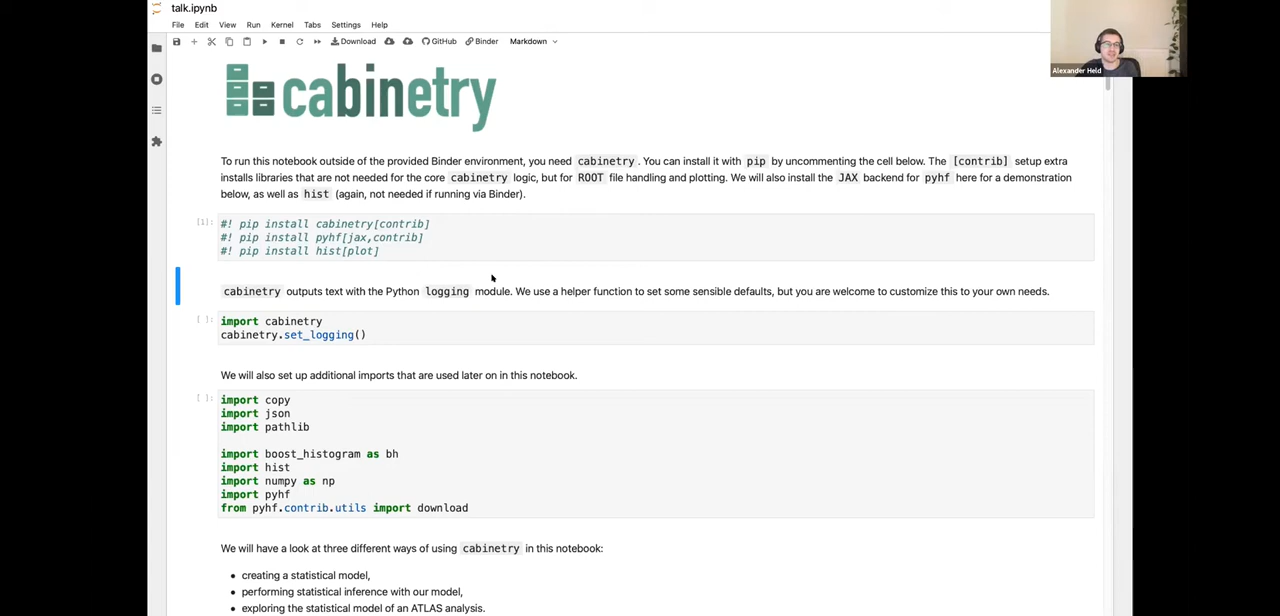 talk.ipynb
File Edit View Run Kernel Tabs Settings Help
Download GitHub Binder Markdown
Alexander Held
cabinetry
To run this notebook outside of the provided Binder environment, you need cabinetry. You can install it with pip by uncommenting the cell below. The [contrib] setup extra
installs libraries that are not needed for the core cabinetry logic, but for ROOT file handling and plotting. We will also install the JAX backend for pyhf here for a demonstration
below, as well as hist (again, not needed if running via Binder).
[1]: #! pip install cabinetry[contrib]
#! pip install pyhf[jax,contrib]
#! pip install hist[plot]
cabinetry outputs text with the Python logging module. We use a helper function to set some sensible defaults, but you are welcome to customize this to your own needs.
[ ]: import cabinetry
cabinetry.set_logging()
We will also set up additional imports that are used later on in this notebook.
[ ]: import copy
import json
import pathlib
import boost_histogram as bh
import hist
import numpy as np
import pyhf
from pyhf.contrib.utils import download
We will have a look at three different ways of using cabinetry in this notebook:
• creating a statistical model,
• performing statistical inference with our model,
• exploring the statistical model of an ATLAS analysis.